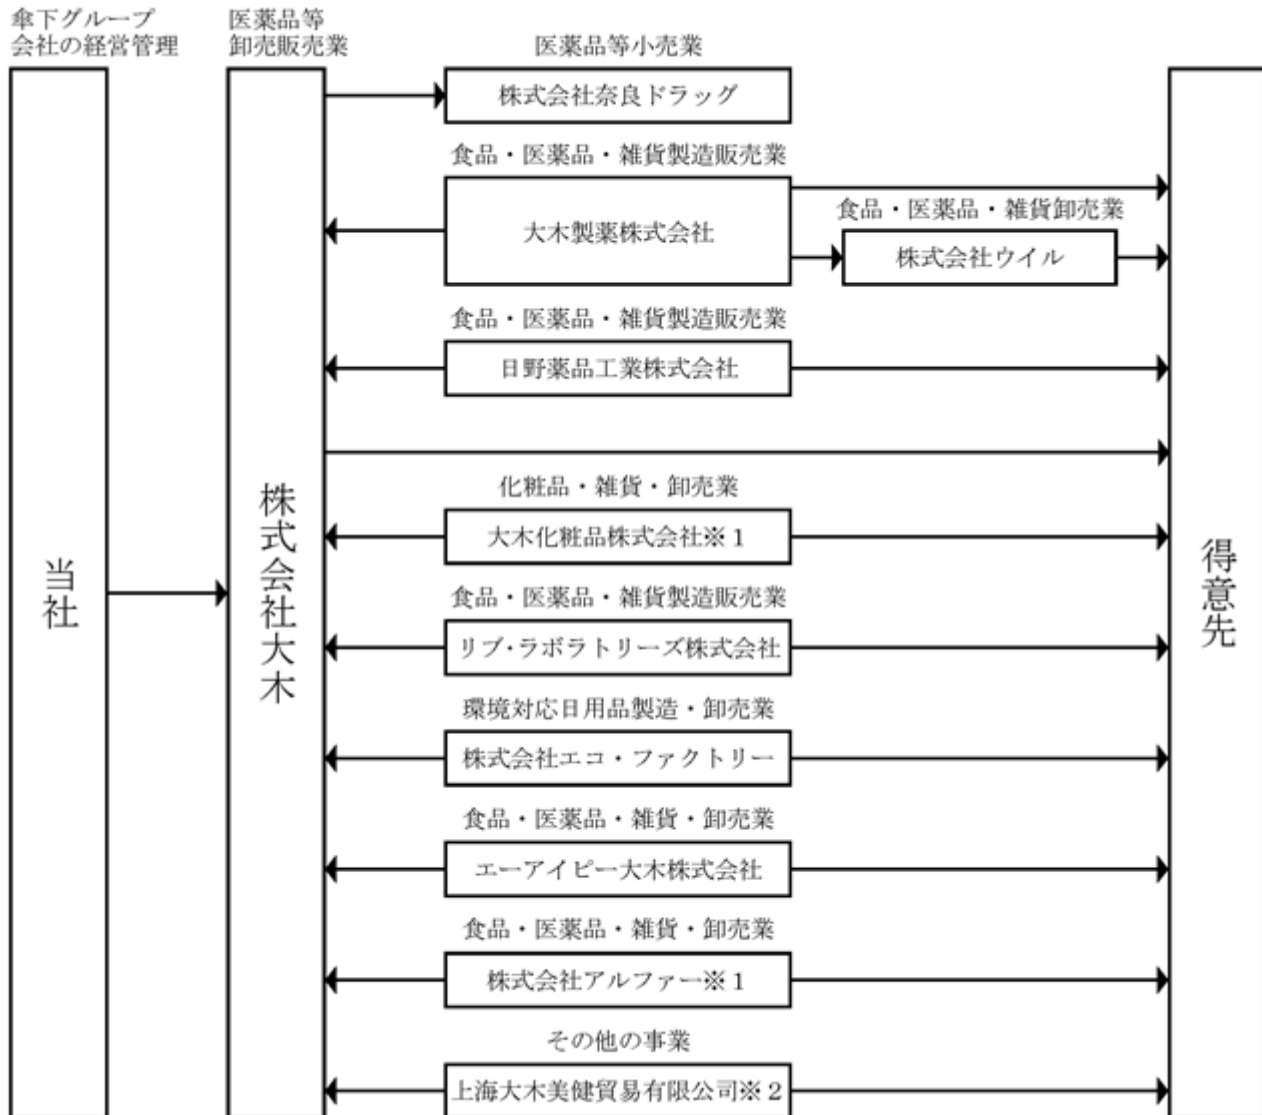 傘下グループ
会社の経営管理
医薬品等
卸売販売業
医薬品等小売業
株式会社奈良ドラッグ
食品・医薬品・雑貨製造販売業
大木製薬株式会社
食品・医薬品・雑貨卸売業
株式会社ウイル
食品・医薬品・雑貨製造販売業
日野薬品工業株式会社
化粧品・雑貨・卸売業
大木化粧品株式会社※1
食品・医薬品・雑貨製造販売業
リブ・ラボラトリーズ株式会社
環境対応日用品製造・卸売業
株式会社エコ・ファクトリー
食品・医薬品・雑貨・卸売業
エーアイピー大木株式会社
食品・医薬品・雑貨・卸売業
株式会社アルファー※1
その他の事業
上海大木美健貿易有限公司※2
当社
株式会社大木
得意先